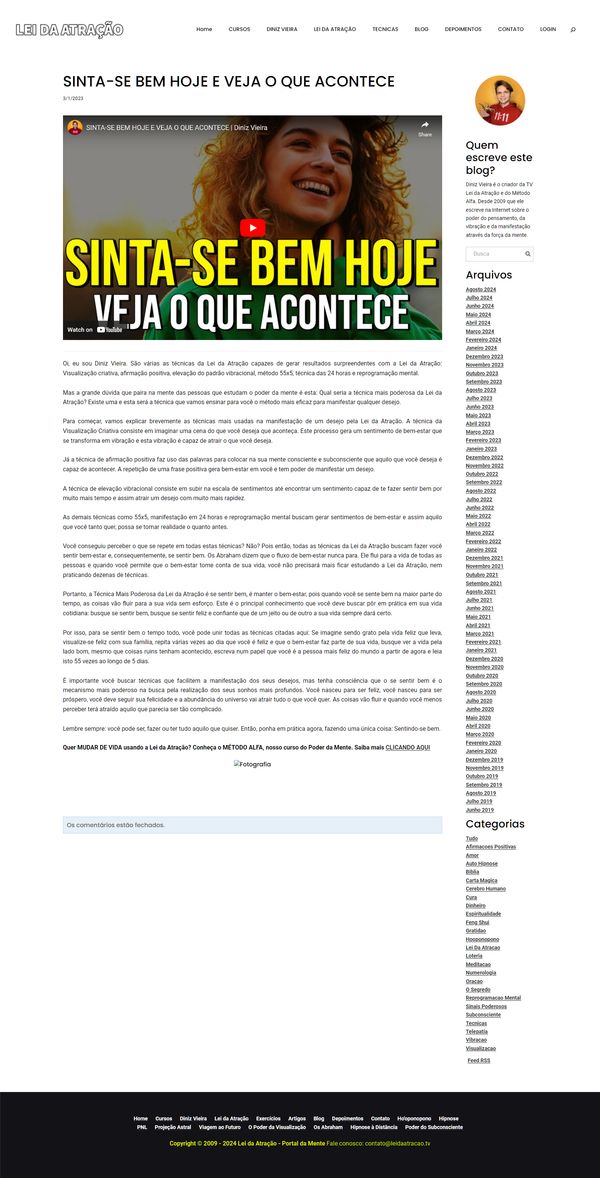 LEI DA ATRAÇÃO
Home CURSOS DINIZ VIEIRA LEI DA ATRAÇÃO TECNICAS BLOG DEPOIMENTOS CONTATO LOGIN
SINTA-SE BEM HOJE E VEJA O QUE ACONTECE
3/1/2023
SINTA-SE BEM HOJE E VEJA O QUE ACONTECE | Diniz Vieira
Share
SINTA-SE BEM HOJE
VEJA O QUE ACONTECE
Watch on YouTube
Oi, eu sou Diniz Vieira. São várias as técnicas da Lei da Atração capazes de gerar resultados surpreendentes com a Lei da Atração: Visualização criativa, afirmação positiva, elevação do padrão vibracional, método 55x5, técnica das 24 horas e reprogramação mental.
Mas a grande dúvida que paira na mente das pessoas que estudam o poder da mente é esta: Qual seria a técnica mais poderosa da Lei da
Atração? Existe uma e esta será a técnica que vamos ensinar para você o método mais eficaz para manifestar qualquer desejo.
Para começar, vamos explicar brevemente as técnicas mais usadas na manifestação de um desejo pela Lei da Atração. A técnica da
Visualização Criativa consiste em imaginar uma cena do que você deseja que aconteça. Este processo gera um sentimento de bem-estar que
se transforma em vibração e esta vibração é capaz de atrair o que você deseja.
Já a técnica de afirmação positiva faz uso das palavras para colocar na sua mente consciente e subconsciente que aquilo que você deseja é
capaz de acontecer. A repetição de uma frase positiva gera bem-estar em você e tem poder de manifestar um desejo.
A técnica de elevação vibracional consiste em subir na escala de sentimentos até encontrar um sentimento capaz de te fazer sentir bem por
muito mais tempo e assim atrair um desejo com muito mais rapidez.
As demais técnicas como 55x5, manifestação em 24 horas e reprogramação mental buscam gerar sentimentos de bem-estar e assim aquilo
que você tanto quer, possa se tornar realidade o quanto antes.
Você conseguiu perceber o que se repete em todas estas técnicas? Não? Pois então, todas as técnicas da Lei da Atração buscam fazer você
sentir bem-estar e, consequentemente, se sentir bem. Os Abraham dizem que o fluxo de bem-estar nunca para. Ele flui para a vida de todas as
pessoas e quando você permite que o bem-estar tome conta de sua vida, você não precisará mais ficar estudando a Lei da Atração, nem
praticando dezenas de técnicas.
Portanto, a Técnica Mais Poderosa da Lei da Atração é se sentir bem, é manter o bem-estar, pois quando você se sente bem na maior parte do
tempo, as coisas vão fluir para a sua vida sem esforço. Este é o principal conhecimento que você deve buscar pôr em prática em sua vida
cotidiana: busque se sentir bem, busque se sentir feliz e confiante que de um jeito ou de outro a sua vida sempre dará certo.
Por isso, para se sentir bem o tempo todo, você pode unir todas as técnicas citadas aqui: Se imagine sendo grato pela vida feliz que leva,
visualize-se feliz com sua família, repita várias vezes ao dia que você é feliz e que o bem-estar faz parte de sua vida, busque ver a vida pelo
lado bom, mesmo que coisas ruins tenham acontecido, escreva num papel que você é a pessoa mais feliz do mundo a partir de agora e leia
isto 55 vezes ao longo de 5 dias.
É importante você buscar técnicas que facilitem a manifestação dos seus desejos, mas tenha consciência que o se sentir bem é o
mecanismo mais poderoso na busca pela realização dos seus sonhos mais profundos. Você nasceu para ser feliz, você nasceu para ser
próspero, você deve seguir sua felicidade e a abundância do universo vai atrair tudo o que você quer. As coisas vão fluir e quando você menos
perceber terá atraído aquilo que parecia ser tão complicado.
Lembre sempre: você pode ser, fazer ou ter tudo aquilo que quiser. Então, ponha em prática agora, fazendo uma única coisa: Sentindo-se bem.
Quer MUDAR DE VIDA usando a Lei da Atração? Conheça o MÉTODO ALFA, nosso curso do Poder da Mente. Saiba mais CLICANDO AQUI
Fotografia
Os comentários estão fechados.
11:11
Quem
escreve este
blog?
Diniz Vieira é o criador da TV
Lei da Atração e do Método
Alfa. Desde 2009 que ele
escreve na Internet sobre o
poder do pensamento, da
vibração e da manifestação
através da força da mente.
Busca
Arquivos
Agosto 2024
Julho 2024
Junho 2024
Maio 2024
Abril 2024
Março 2024
Fevereiro 2024
Janeiro 2024
Dezembro 2023
Novembro 2023
Outubro 2023
Setembro 2023
Agosto 2023
Julho 2023
Junho 2023
Maio 2023
Abril 2023
Março 2023
Fevereiro 2023
Janeiro 2023
Dezembro 2022
Novembro 2022
Outubro 2022
Setembro 2022
Agosto 2022
Julho 2022
Junho 2022
Maio 2022
Abril 2022
Março 2022
Fevereiro 2022
Janeiro 2022
Dezembro 2021
Novembro 2021
Outubro 2021
Setembro 2021
Agosto 2021
Julho 2021
Junho 2021
Maio 2021
Abril 2021
Março 2021
Fevereiro 2021
Janeiro 2021
Dezembro 2020
Novembro 2020
Outubro 2020
Setembro 2020
Agosto 2020
Julho 2020
Junho 2020
Maio 2020
Abril 2020
Março 2020
Fevereiro 2020
Janeiro 2020
Dezembro 2019
Novembro 2019
Outubro 2019
Setembro 2019
Agosto 2019
Julho 2019
Junho 2019
Categorias
Tudo
Afirmacoes Positivas
Amor
Auto Hipnose
Biblia
Carta Magica
Cerebro Humano
Cura
Dinheiro
Espiritualidade
Feng Shui
Gratidao
Hooponopono
Lei Da Atracao
Loteria
Meditacao
Numerologia
Oracao
O Segredo
Reprogramacao Mental
Sinais Poderosos
Subconsciente
Tecnicas
Telepatia
Vibracao
Visualizacao
Feed RSS
Home Cursos Diniz Vieira Lei da Atração Exercícios Artigos Blog Depoimentos Contato Ho'oponopono Hipnose
PNL Projeção Astral Viagem ao Futuro O Poder da Visualização Os Abraham Hipnose à Distância Poder do Subconsciente
Copyright © 2009 - 2024 Lei da Atração - Portal da Mente Fale conosco: contato@leidaatracao.tv